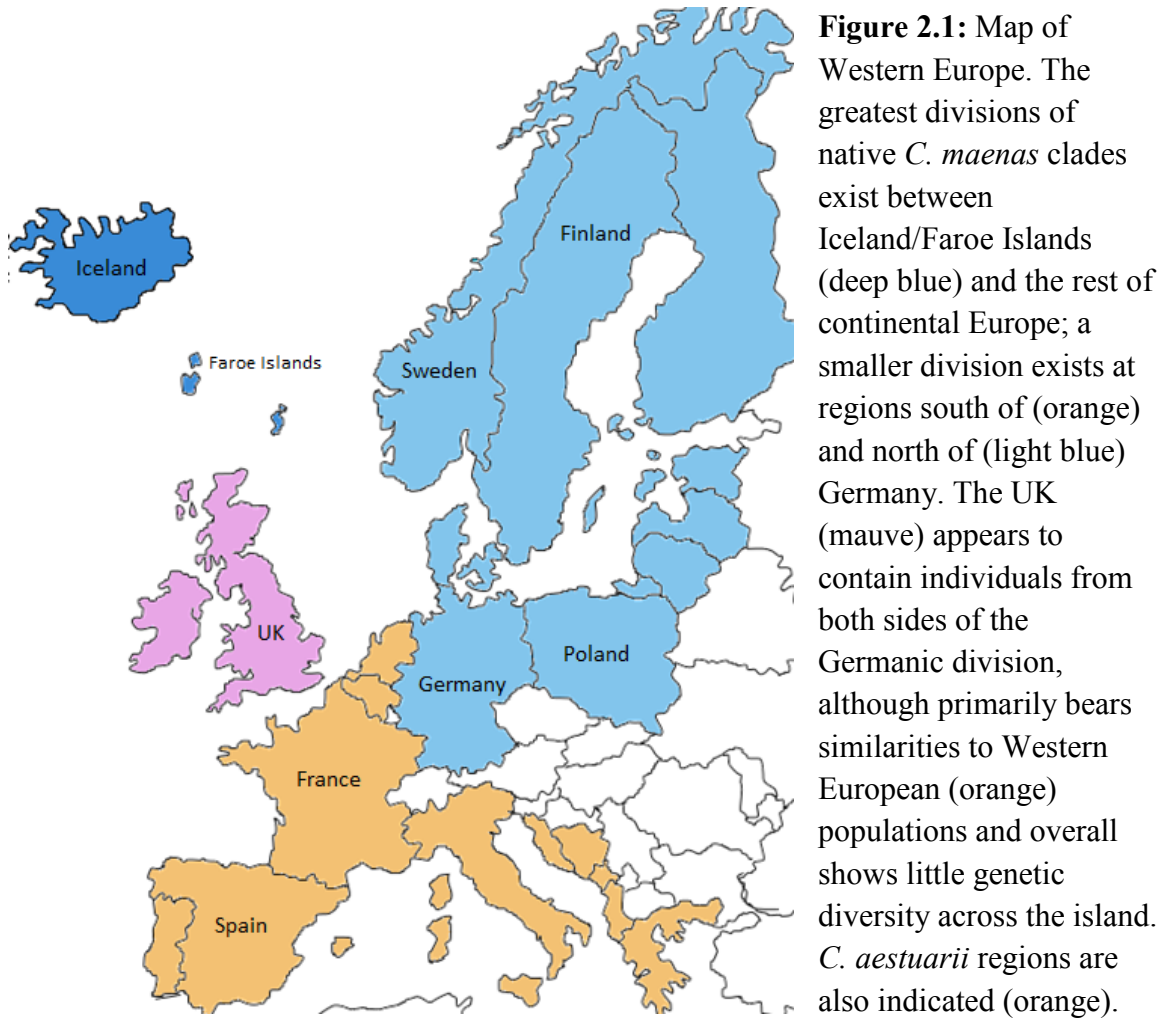 Figure 2.1: Map of
Western Europe. The
greatest divisions of
native C. maenas clades
exist between
Iceland/Faroe Islands
(deep blue) and the rest of
continental Europe; a
smaller division exists at
regions south of (orange)
and north of (light blue)
Germany. The UK
(mauve) appears to
contain individuals from
both sides of the
Germanic division,
although primarily bears
similarities to Western
European (orange)
populations and overall
shows little genetic
diversity across the island.
C. aestuarii regions are
also indicated (orange).
Iceland
Faroe Islands
Finland
Sweden
UK
Poland
Germany
France
Spain